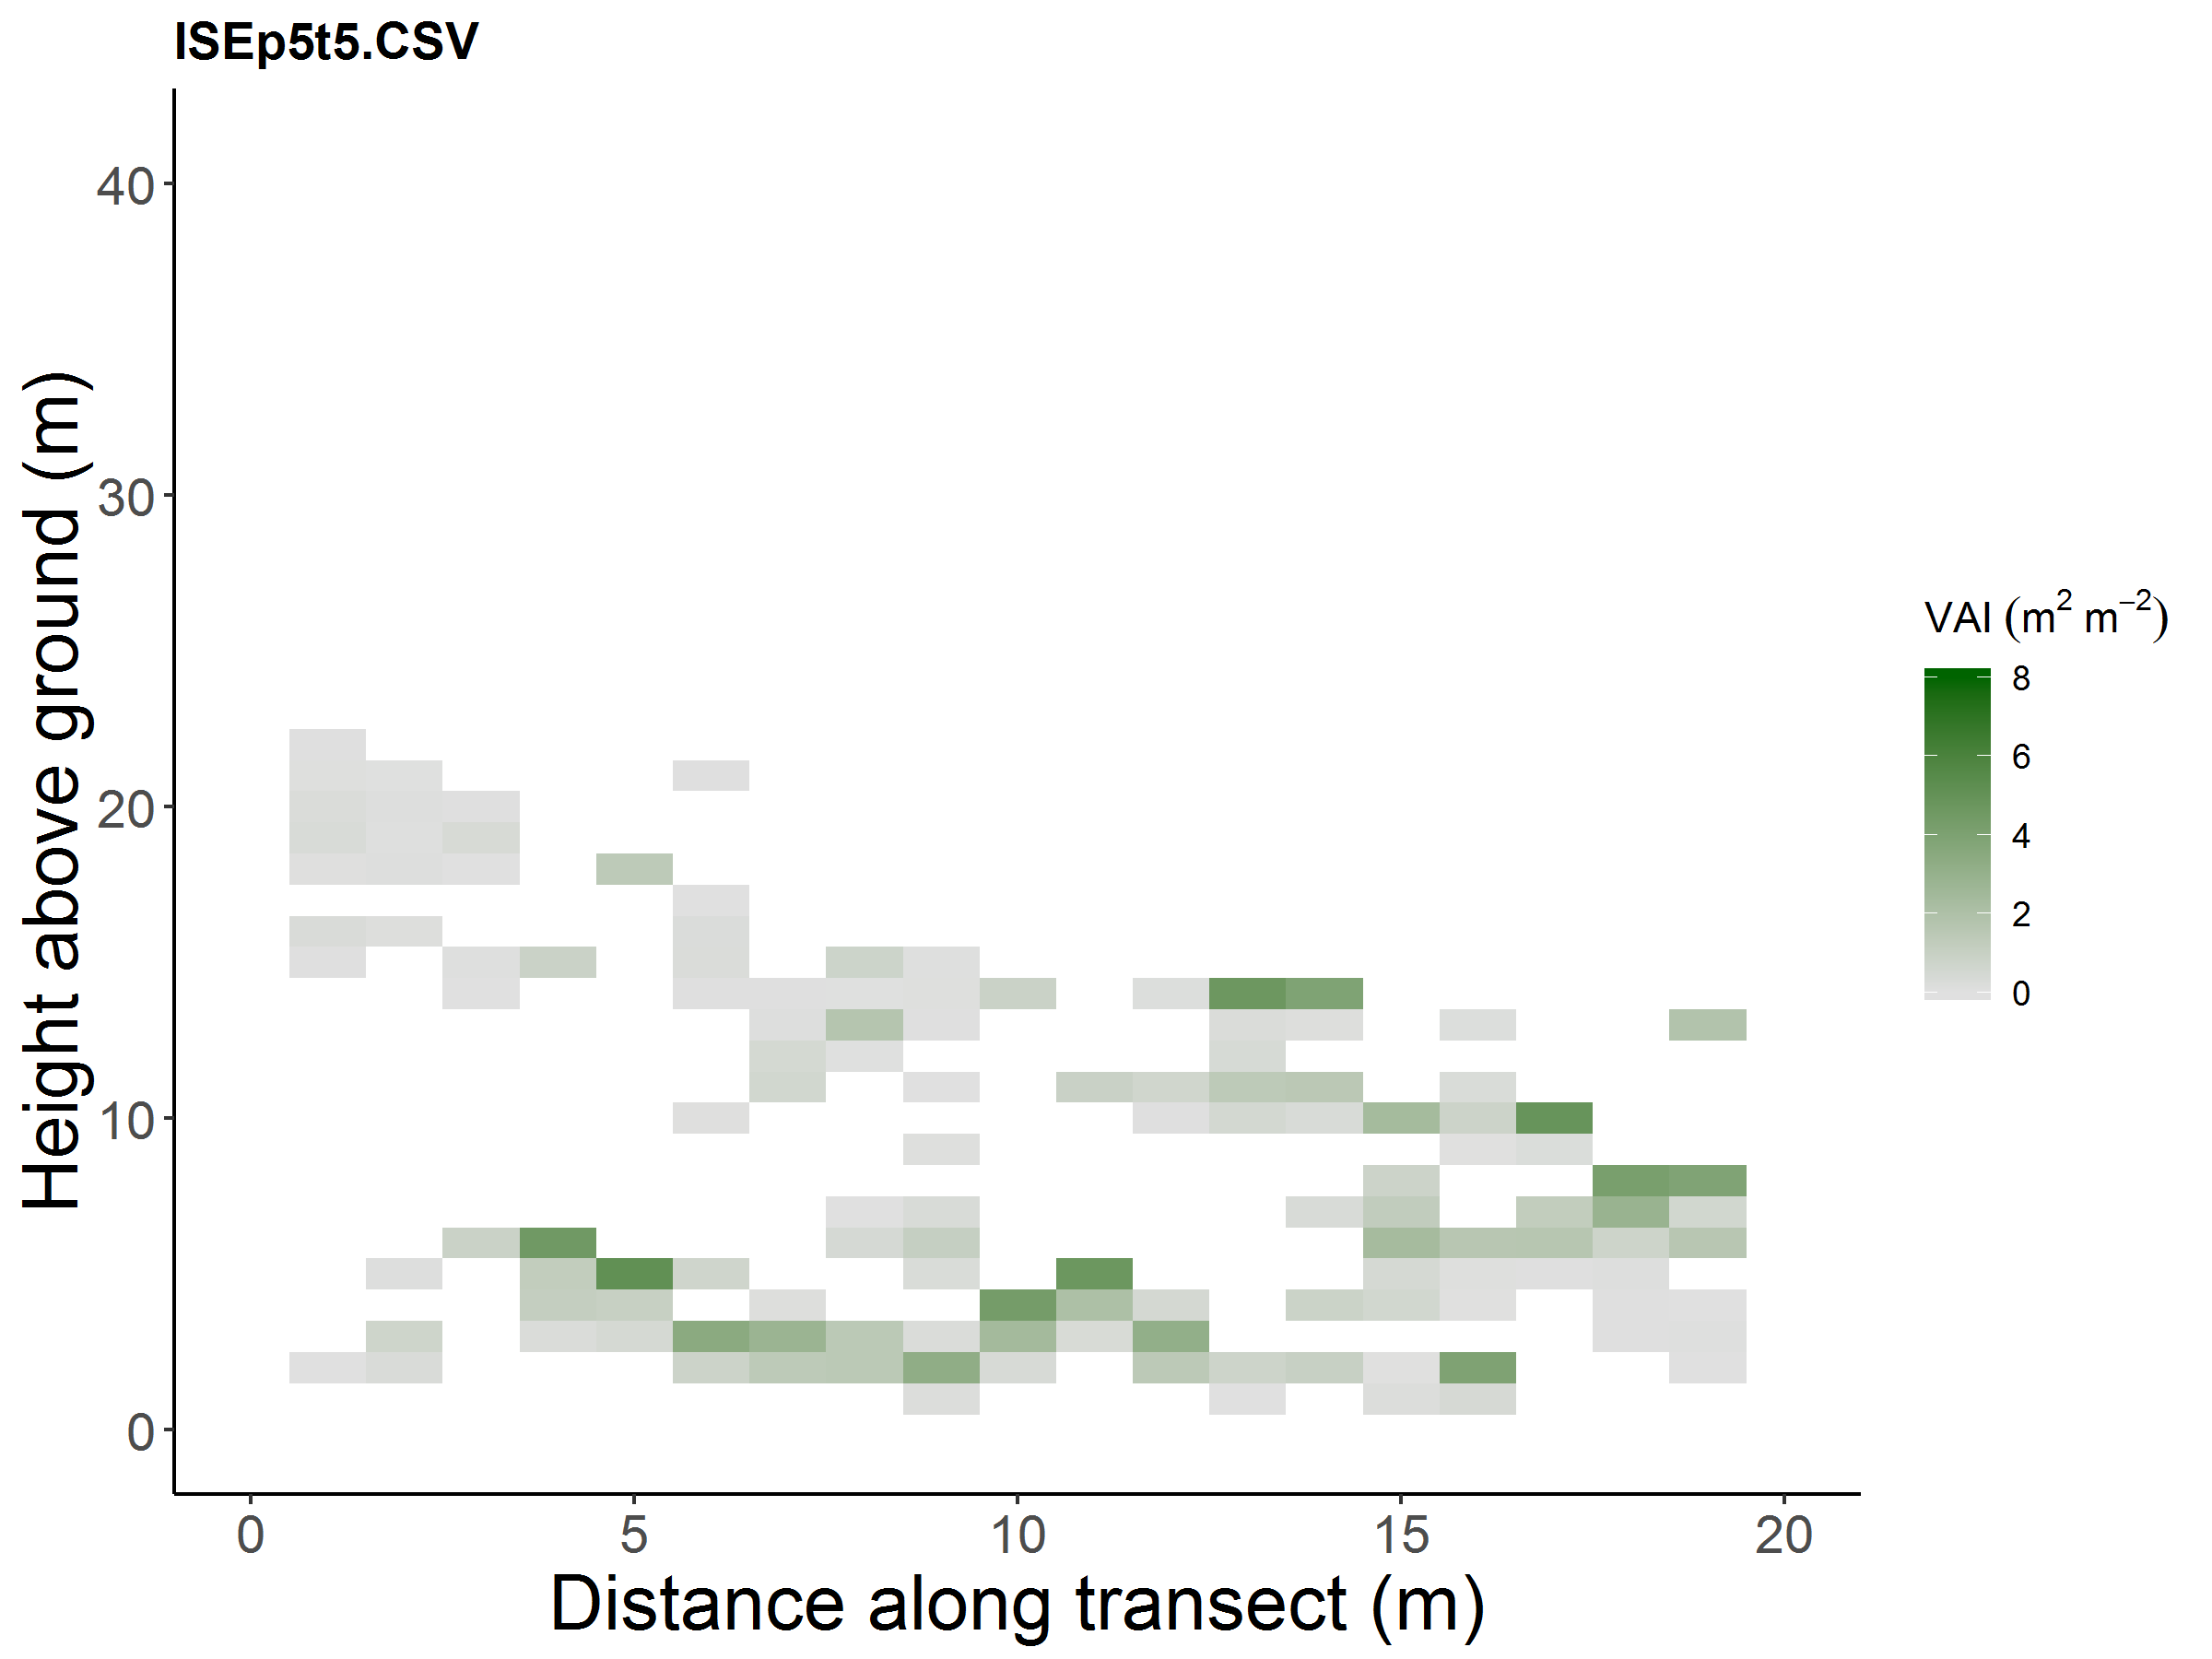 ISEp5t5.CSV
40
30
20
10
0
Height above ground (m)
0 5 10 15 20
Distance along transect (m)
VAI (m² m⁻²)
8
6
4
2
0